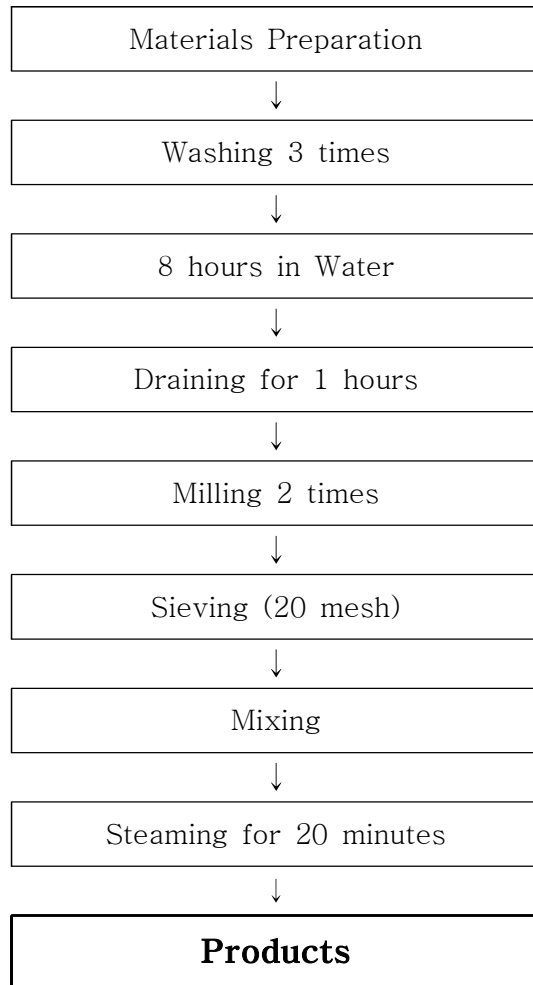 Materials Preparation
↓
Washing 3 times
↓
8 hours in Water
↓
Draining for 1 hours
↓
Milling 2 times
↓
Sieving (20 mesh)
↓
Mixing
↓
Steaming for 20 minutes
↓
Products